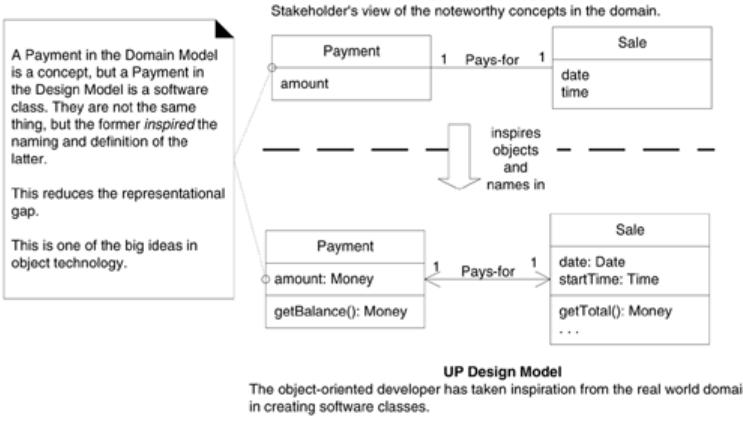 Stakeholder's view of the noteworthy concepts in the domain.
A Payment in the Domain Model
is a concept, but a Payment in
the Design Model is a software
class. They are not the same
thing, but the former inspired the
naming and definition of the
latter.
This reduces the representational
gap.
This is one of the big ideas in
object technology.
Payment
amount
1 Pays-for 1
Sale
date
time
inspires
objects
and
names in
Payment
amount: Money
getBalance(): Money
1 Pays-for 1
Sale
date: Date
startTime: Time
getTotal(): Money
. . .
UP Design Model
The object-oriented developer has taken inspiration from the real world domai
in creating software classes.